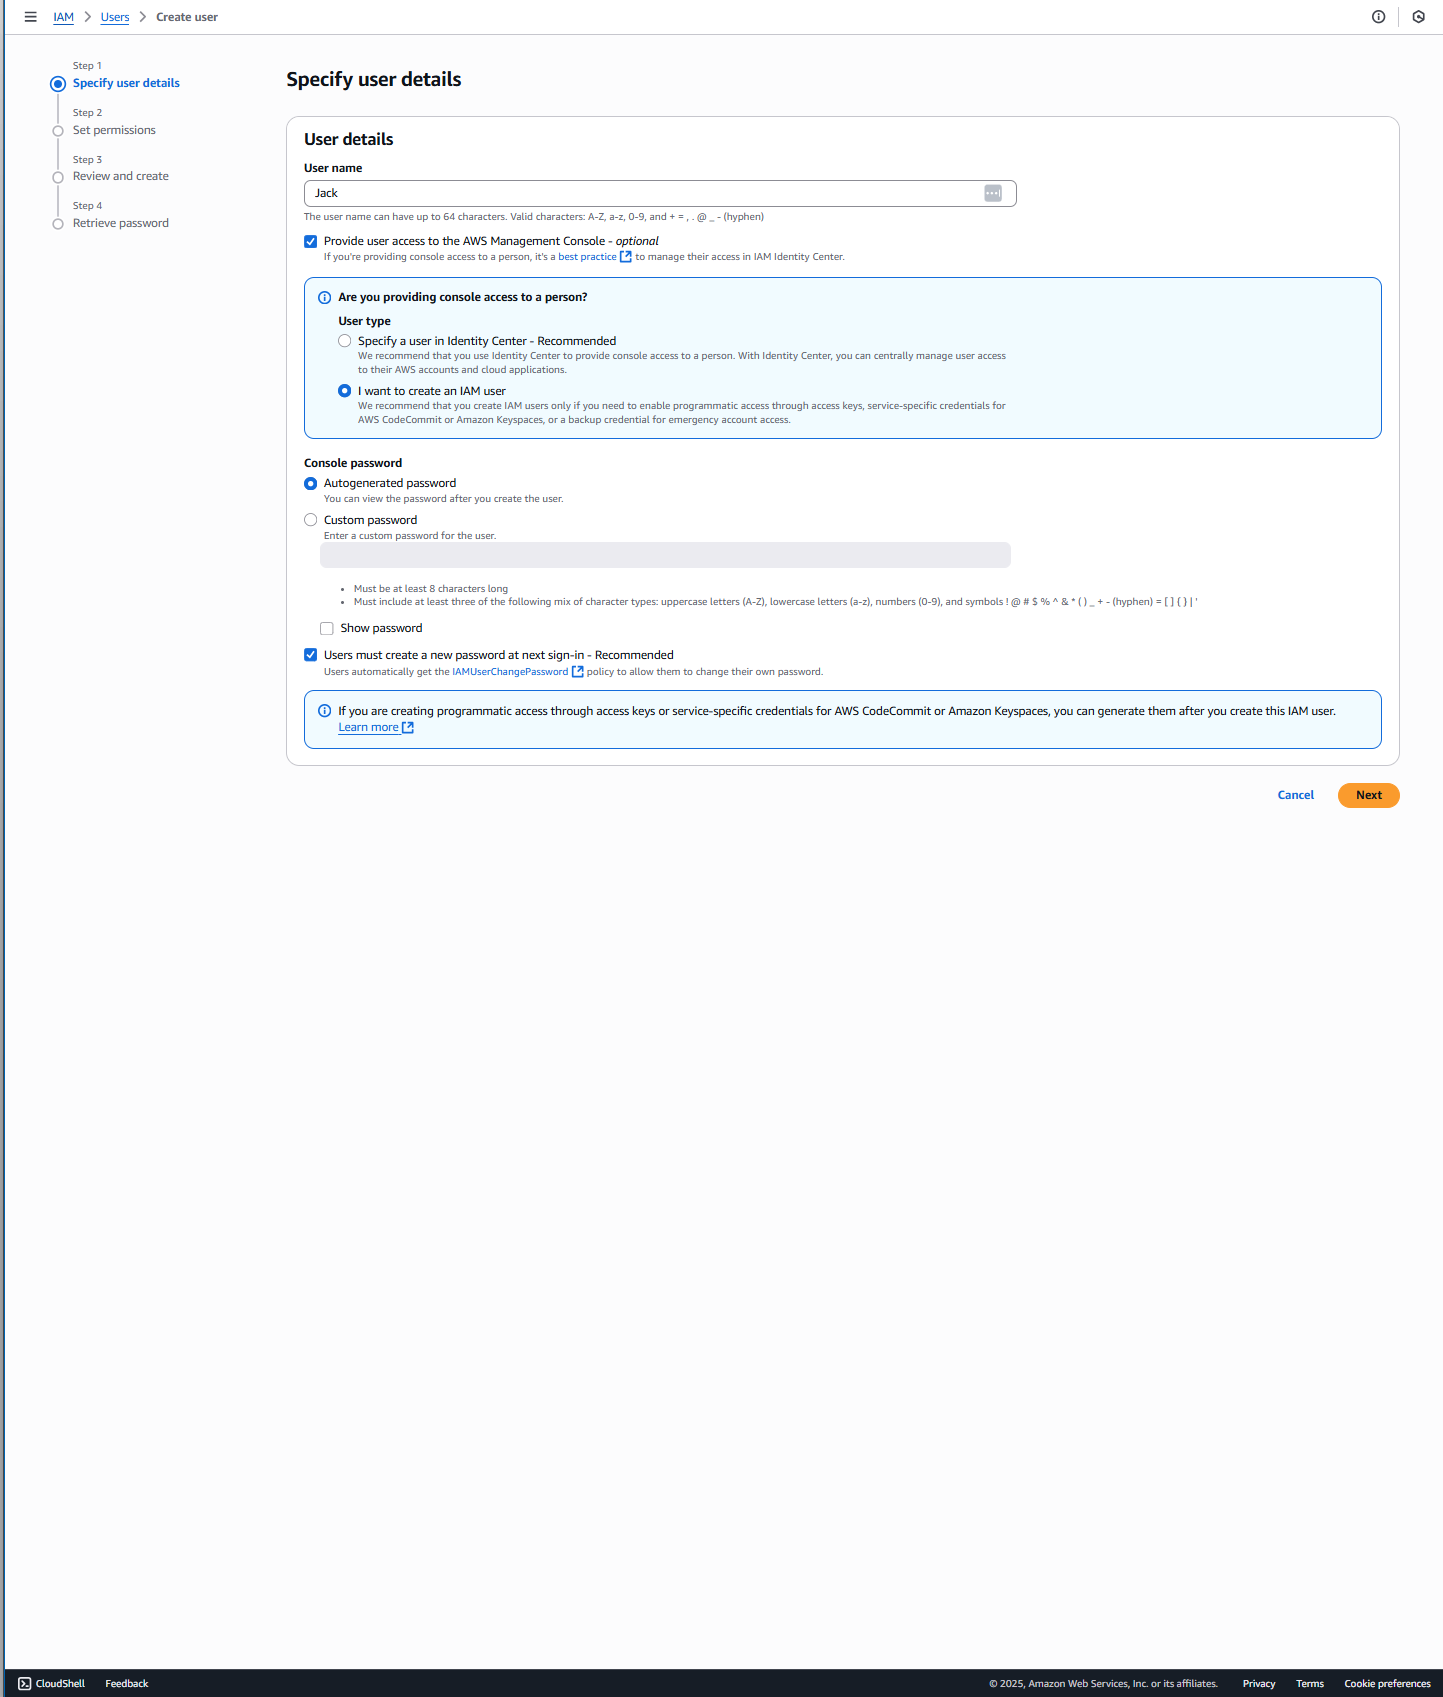 IAM > Users > Create user
Step 1
Specify user details
Step 2
Set permissions
Step 3
Review and create
Step 4
Retrieve password
Specify user details
User details
User name
Jack
The user name can have up to 64 characters. Valid characters: A-Z, a-z, 0-9, and + = , . @ _ - (hyphen)
Provide user access to the AWS Management Console - optional
If you're providing console access to a person, it's a best practice to manage their access in IAM Identity Center.
Are you providing console access to a person?
User type
Specify a user in Identity Center - Recommended
We recommend that you use Identity Center to provide console access to a person. With Identity Center, you can centrally manage user access
to their AWS accounts and cloud applications.
I want to create an IAM user
We recommend that you create IAM users only if you need to enable programmatic access through access keys, service-specific credentials for
AWS CodeCommit or Amazon Keyspaces, or a backup credential for emergency account access.
Console password
Autogenerated password
You can view the password after you create the user.
Custom password
Enter a custom password for the user.
• Must be at least 8 characters long
• Must include at least three of the following mix of character types: uppercase letters (A-Z), lowercase letters (a-z), numbers (0-9), and symbols ! @ # $ % ^ & * ( ) _ + - (hyphen) = [ ] { } | '
Show password
Users must create a new password at next sign-in - Recommended
Users automatically get the IAMUserChangePassword policy to allow them to change their own password.
If you are creating programmatic access through access keys or service-specific credentials for AWS CodeCommit or Amazon Keyspaces, you can generate them after you create this IAM user.
Learn more
Cancel
Next
CloudShell
Feedback
© 2025, Amazon Web Services, Inc. or its affiliates.
Privacy
Terms
Cookie preferences